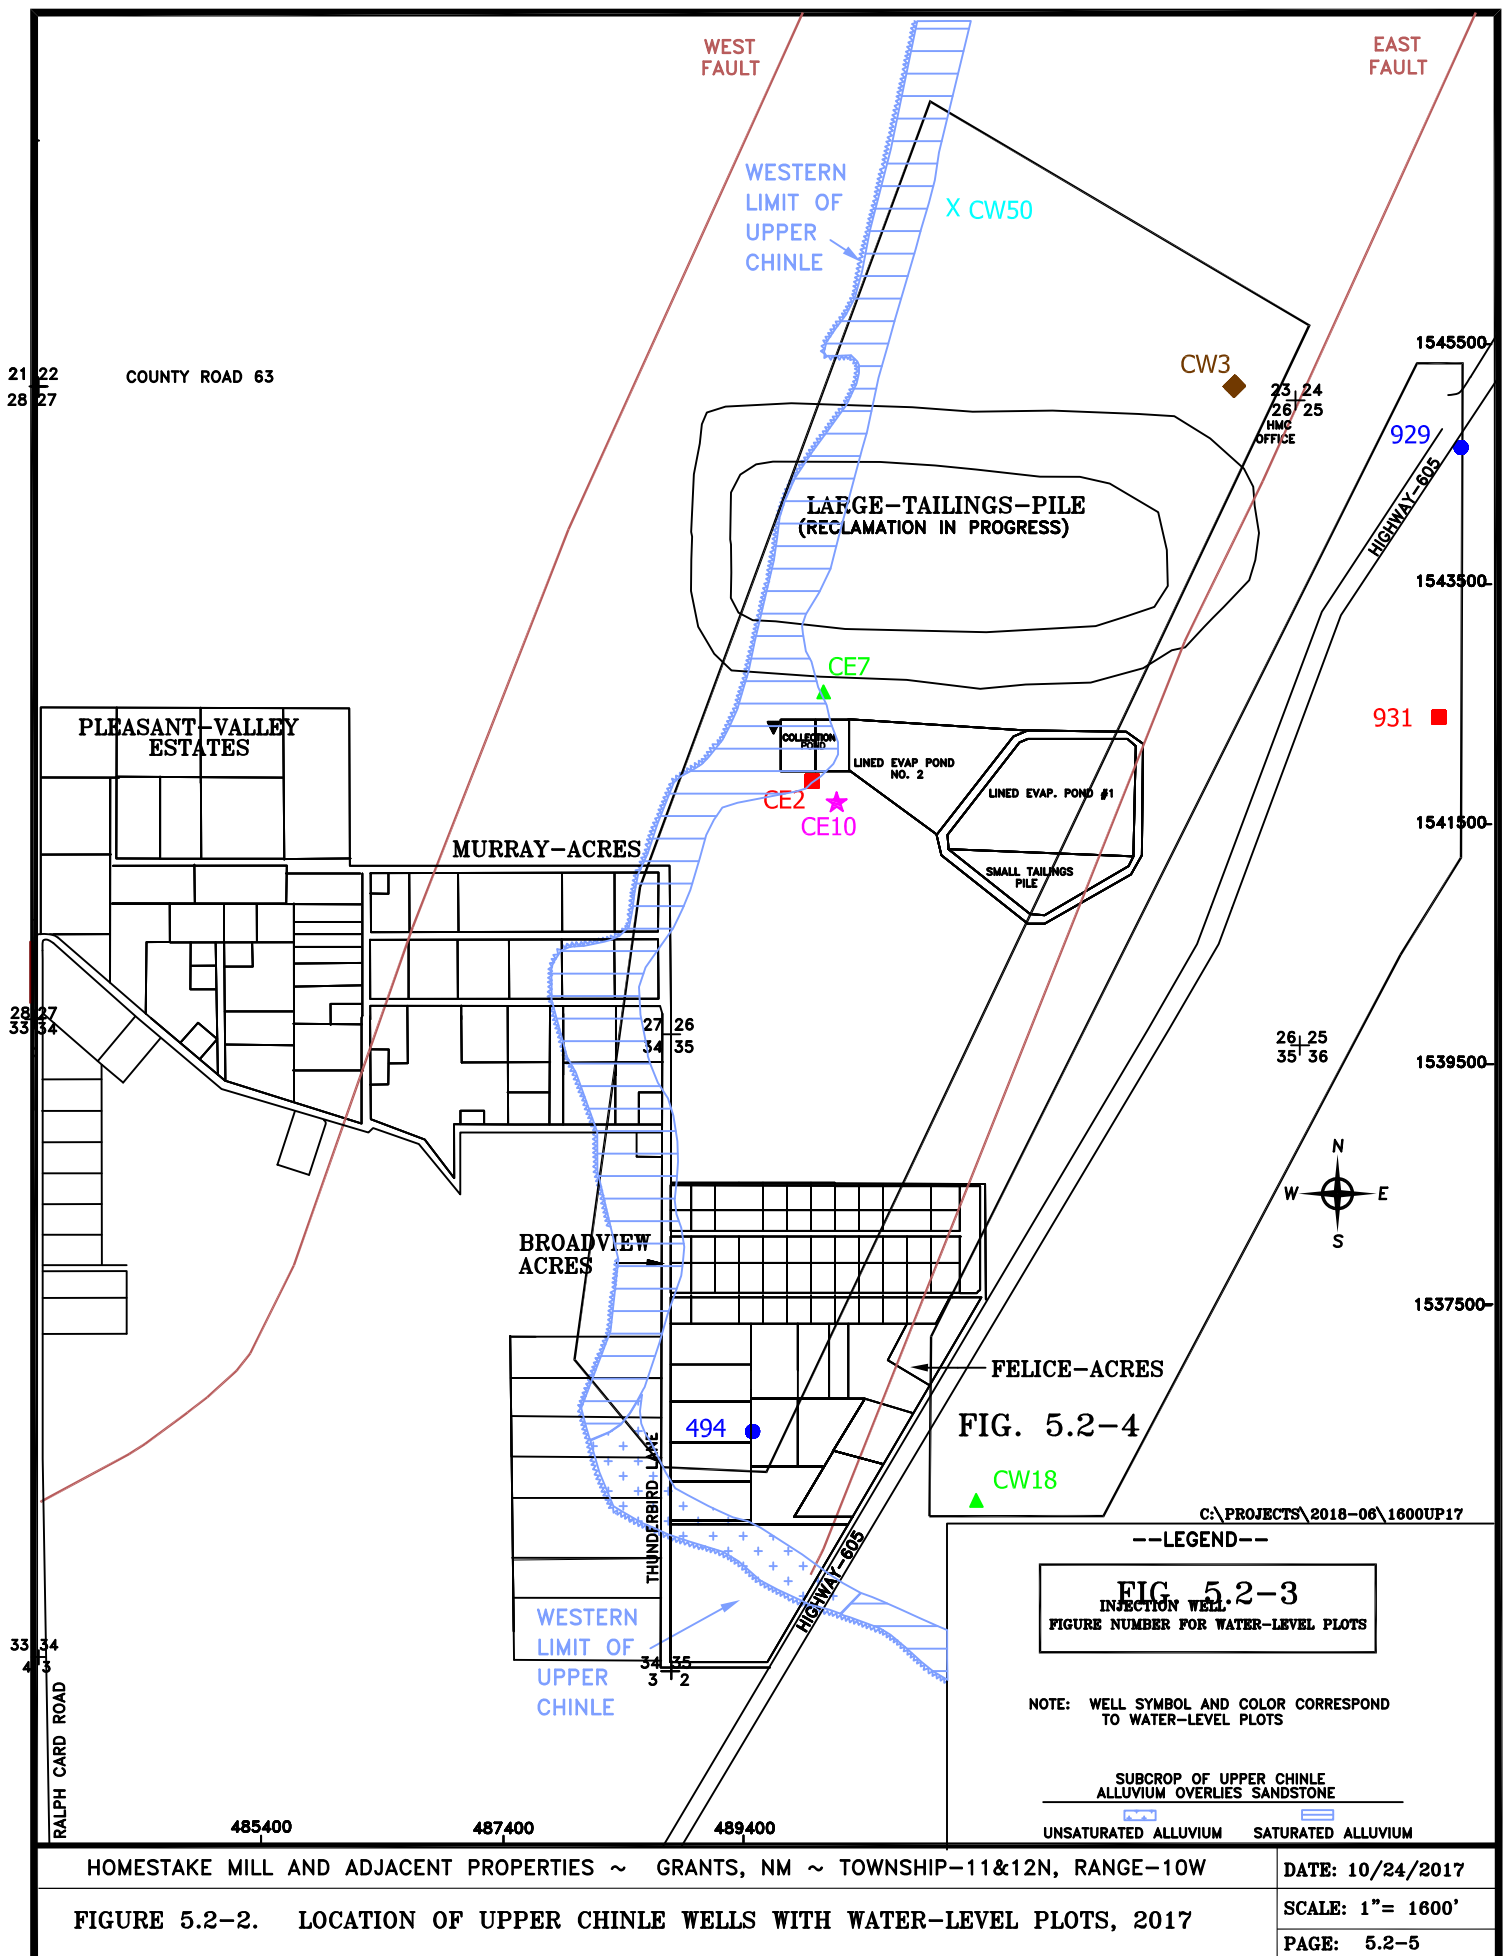 WEST
FAULT
EAST
FAULT
WESTERN
LIMIT OF
UPPER
CHINLE
X CW50
1545500
CW3
21 22
28 27
COUNTY ROAD 63
23 24
26 25
HMC
OFFICE
929
HIGHWAY-605
LARGE-TAILINGS-PILE
(RECLAMATION IN PROGRESS)
1543500
CE7
931
PLEASANT-VALLEY
ESTATES
COLLECTION
POND
LINED EVAP POND
NO. 2
LINED EVAP. POND #1
CE2
CE10
1541500
MURRAY-ACRES
SMALL TAILINGS
PILE
28 27
33 34
27 26
34 35
26 25
35 36
1539500
N
W E
S
BROADVIEW
ACRES
1537500
FELICE-ACRES
494
FIG. 5.2-4
THUNDERBIRD LANE
CW18
C:\PROJECTS\2018-06\1600UP17
--LEGEND--
FIG. 5.2-3
INJECTION WELL
FIGURE NUMBER FOR WATER-LEVEL PLOTS
HIGHWAY-605
WESTERN
LIMIT OF
UPPER
CHINLE
33 34
4 3
34 35
3 2
RALPH CARD ROAD
NOTE: WELL SYMBOL AND COLOR CORRESPOND
TO WATER-LEVEL PLOTS
SUBCROP OF UPPER CHINLE
ALLUVIUM OVERLIES SANDSTONE
UNSATURATED ALLUVIUM SATURATED ALLUVIUM
485400 487400 489400
HOMESTAKE MILL AND ADJACENT PROPERTIES ~ GRANTS, NM ~ TOWNSHIP-11&12N, RANGE-10W
DATE: 10/24/2017
FIGURE 5.2-2. LOCATION OF UPPER CHINLE WELLS WITH WATER-LEVEL PLOTS, 2017
SCALE: 1"= 1600'
PAGE: 5.2-5